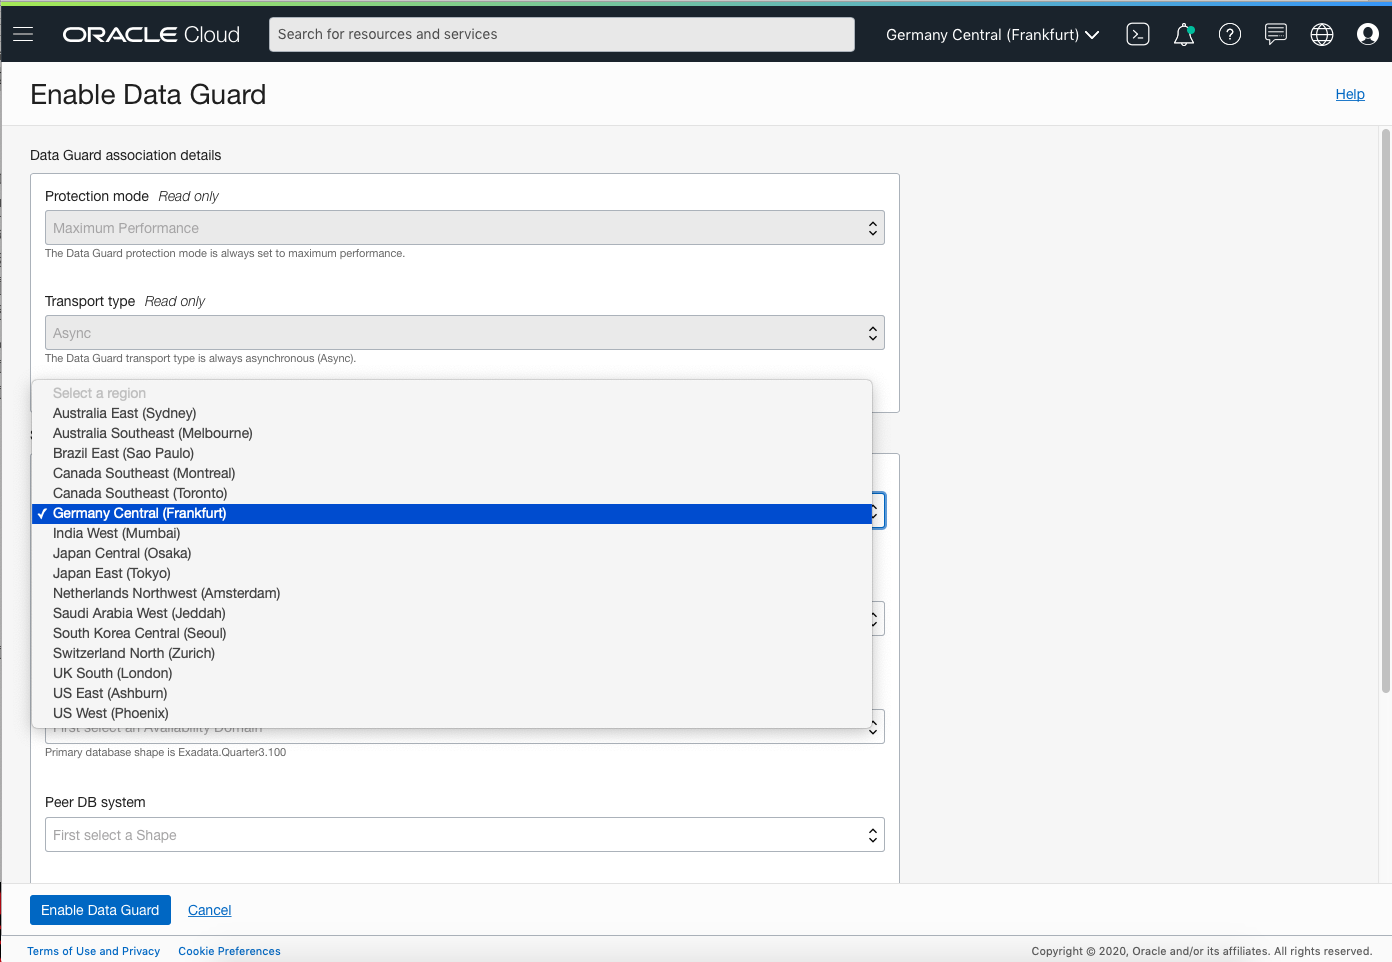 ORACLE Cloud
Search for resources and services
Germany Central (Frankfurt)
Enable Data Guard
Help
Data Guard association details
Protection mode Read only
Maximum Performance
The Data Guard protection mode is always set to maximum performance.
Transport type Read only
Async
The Data Guard transport type is always asynchronous (Async).
Select a region
Australia East (Sydney)
Australia Southeast (Melbourne)
Brazil East (Sao Paulo)
Canada Southeast (Montreal)
Canada Southeast (Toronto)
✓ Germany Central (Frankfurt)
India West (Mumbai)
Japan Central (Osaka)
Japan East (Tokyo)
Netherlands Northwest (Amsterdam)
Saudi Arabia West (Jeddah)
South Korea Central (Seoul)
Switzerland North (Zurich)
UK South (London)
US East (Ashburn)
US West (Phoenix)
First select an Availability Domain
Primary database shape is Exadata.Quarter3.100
Peer DB system
First select a Shape
Enable Data Guard
Cancel
Terms of Use and Privacy
Cookie Preferences
Copyright © 2020, Oracle and/or its affiliates. All rights reserved.